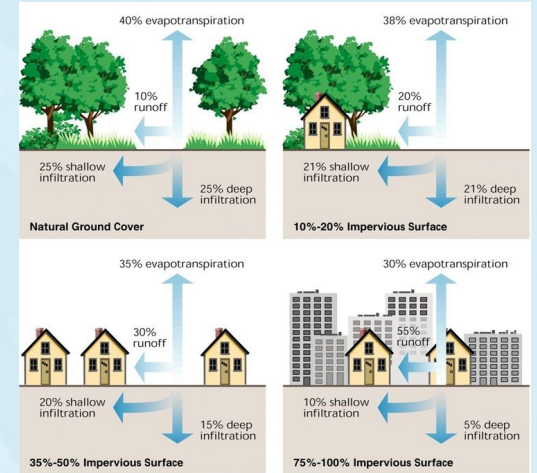 40% evapotranspiration
10%
runoff
25% shallow
infiltration
25% deep
infiltration
Natural Ground Cover
38% evapotranspiration
20%
runoff
21% shallow
infiltration
21% deep
infiltration
10%-20% Impervious Surface
35% evapotranspiration
30%
runoff
20% shallow
infiltration
15% deep
infiltration
35%-50% Impervious Surface
30% evapotranspiration
55%
runoff
10% shallow
infiltration
5% deep
infiltration
75%-100% Impervious Surface